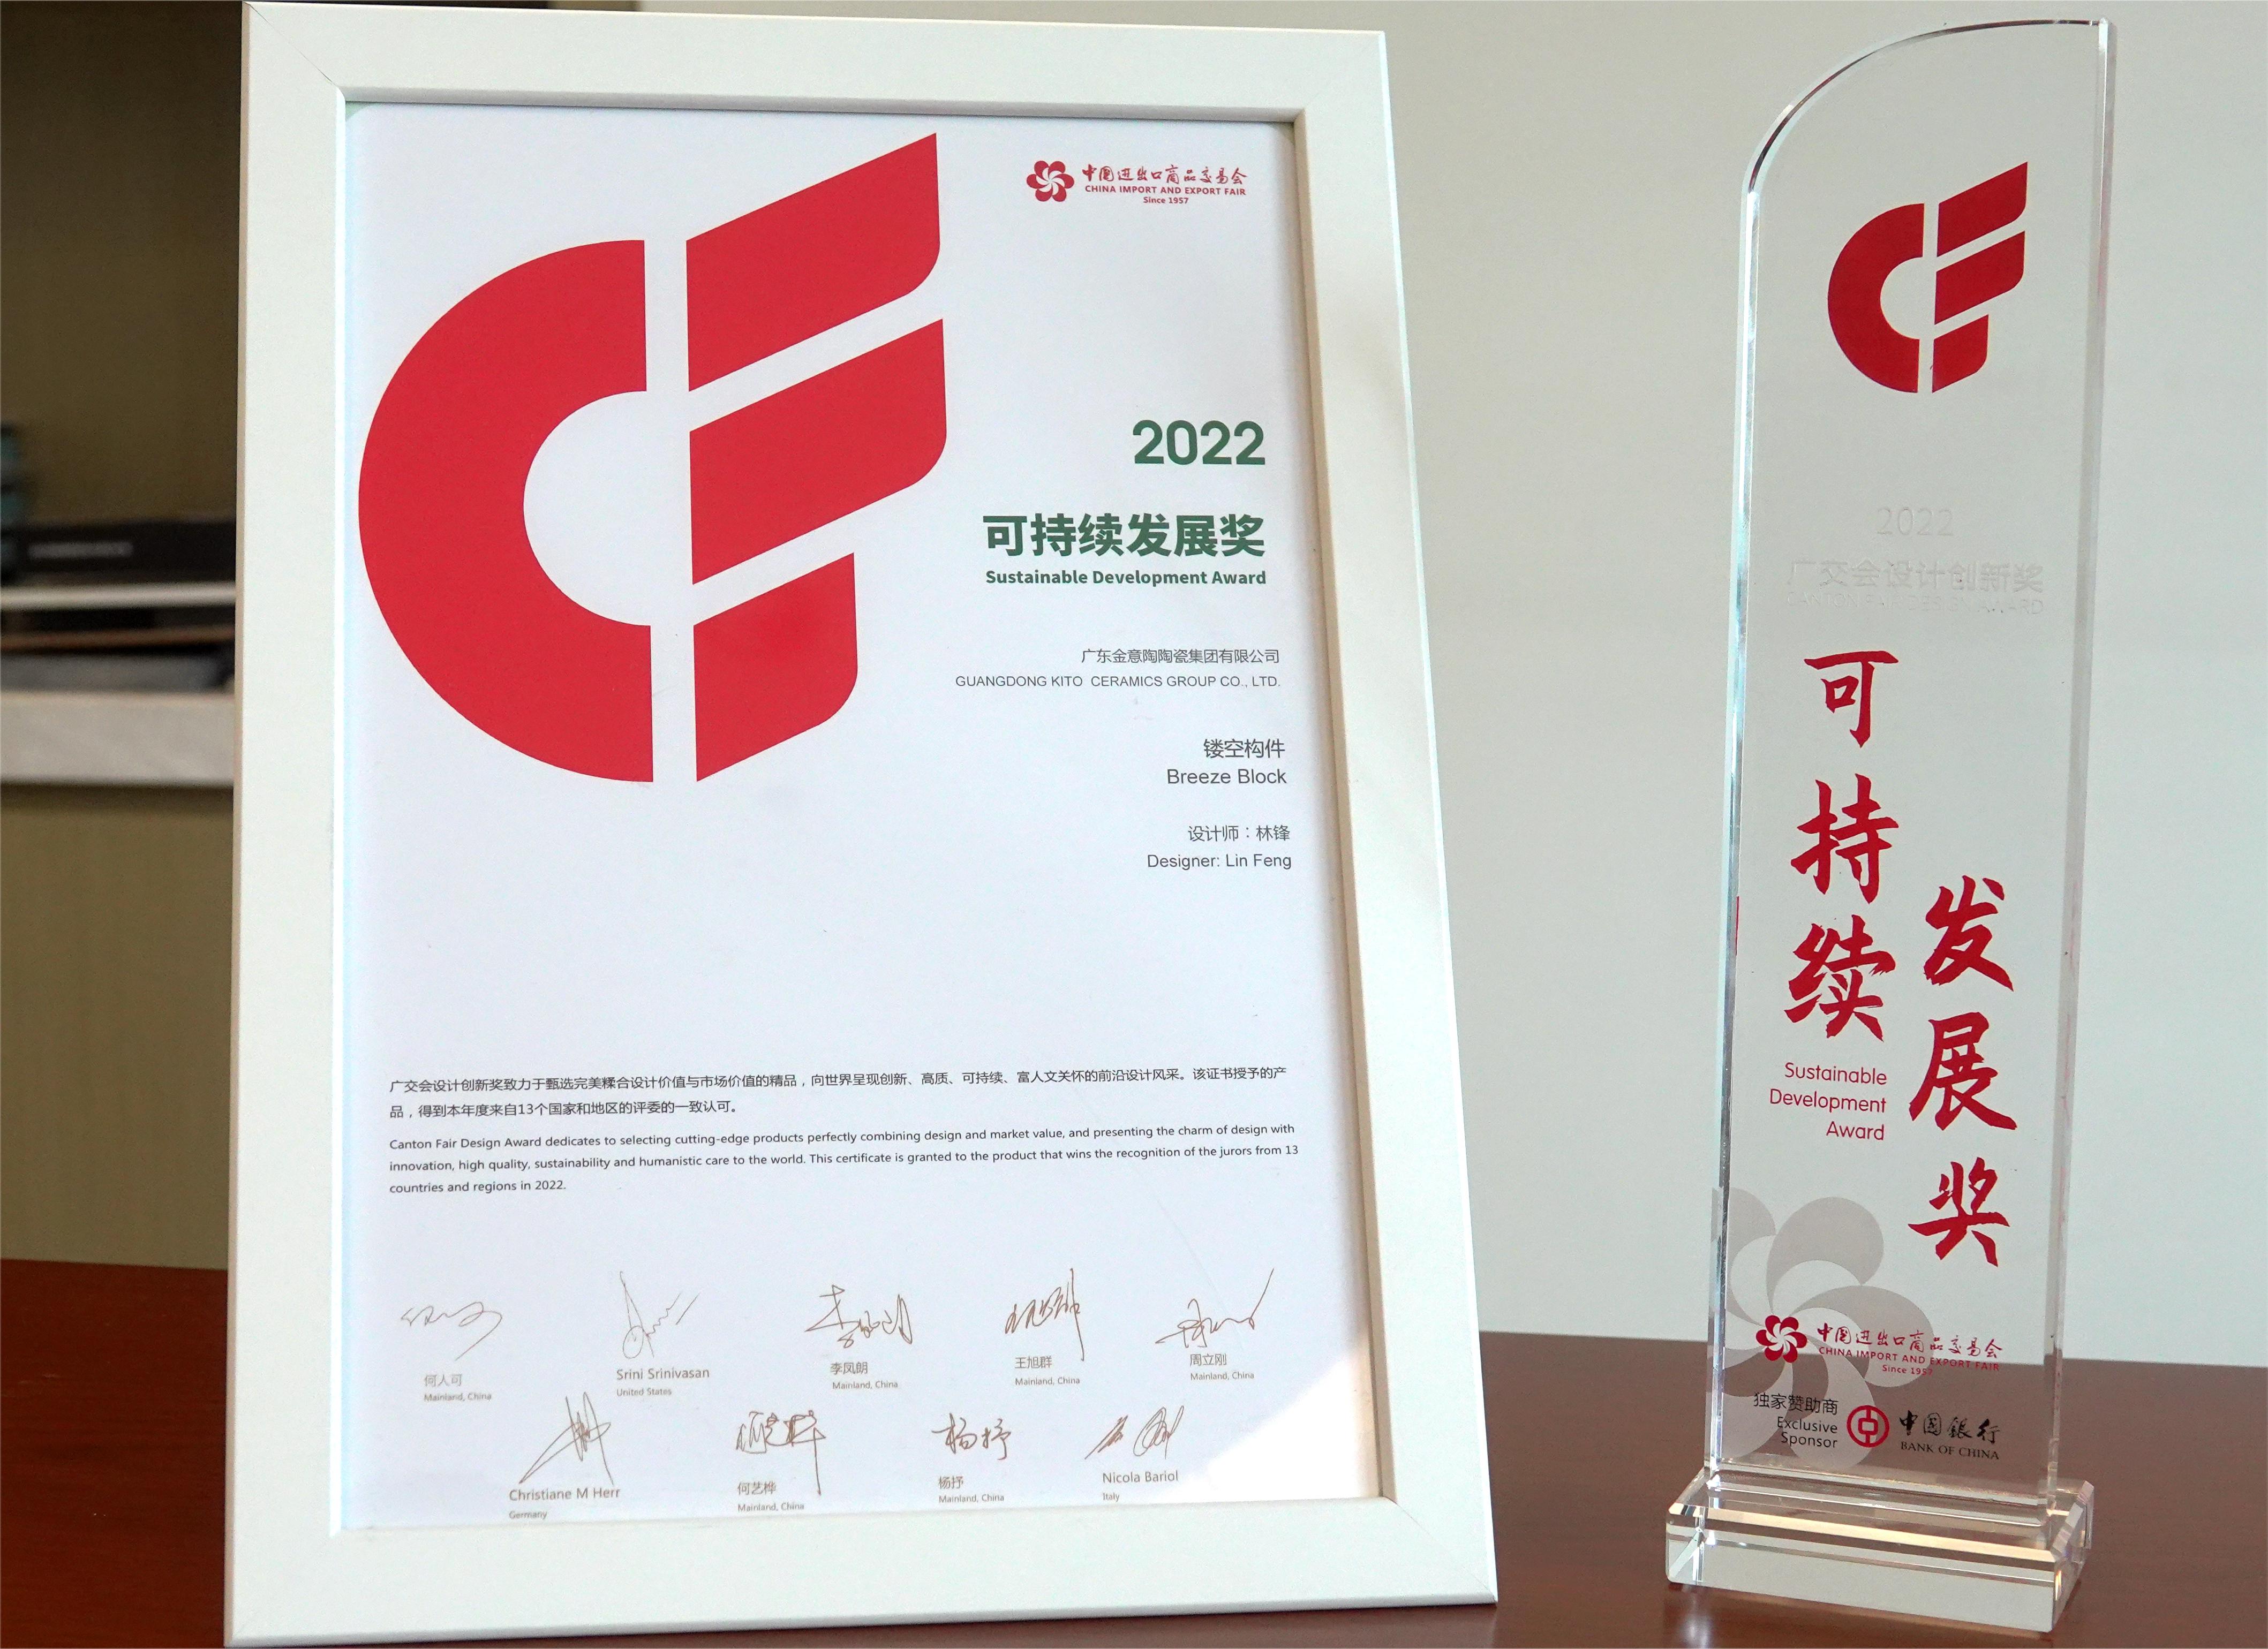 中国进出口商品交易会
CHINA IMPORT AND EXPORT FAIR
Since 1957
2022
可持续发展奖
Sustainable Development Award
广东金意陶陶瓷集团有限公司
GUANGDONG KITO CERAMICS GROUP CO., LTD.
镂空构件
Breeze Block
设计师：林锋
Designer: Lin Feng
广交会设计创新奖致力于甄选完美糅合设计价值与市场价值的精品，向世界呈现创新、高质、可持续、富人文关怀的前沿设计风采。该证书授予的产
品，得到本年度来自13个国家和地区的评委的一致认可。
Canton Fair Design Award dedicates to selecting cutting-edge products perfectly combining design and market value, and presenting the charm of design with
innovation, high quality, sustainability and humanistic care to the world. This certificate is granted to the product that wins the recognition of the jurors from 13
countries and regions in 2022.
何人可
Mainland, China
Srini Srinivasan
United States
李凤朗
Mainland, China
王旭群
Mainland, China
周立刚
Mainland, China
Christiane M Herr
Germany
何艺桦
Mainland, China
杨抒
Mainland, China
Nicola Bariol
Italy
CF
2022
广交会设计创新奖
CANTON FAIR DESIGN AWARD
可持续
发展奖
Sustainable
Development
Award
中国进出口商品交易会
CHINA IMPORT AND EXPORT FAIR
Since 1957
独家赞助商
Exclusive
Sponsor
中国银行
BANK OF CHINA